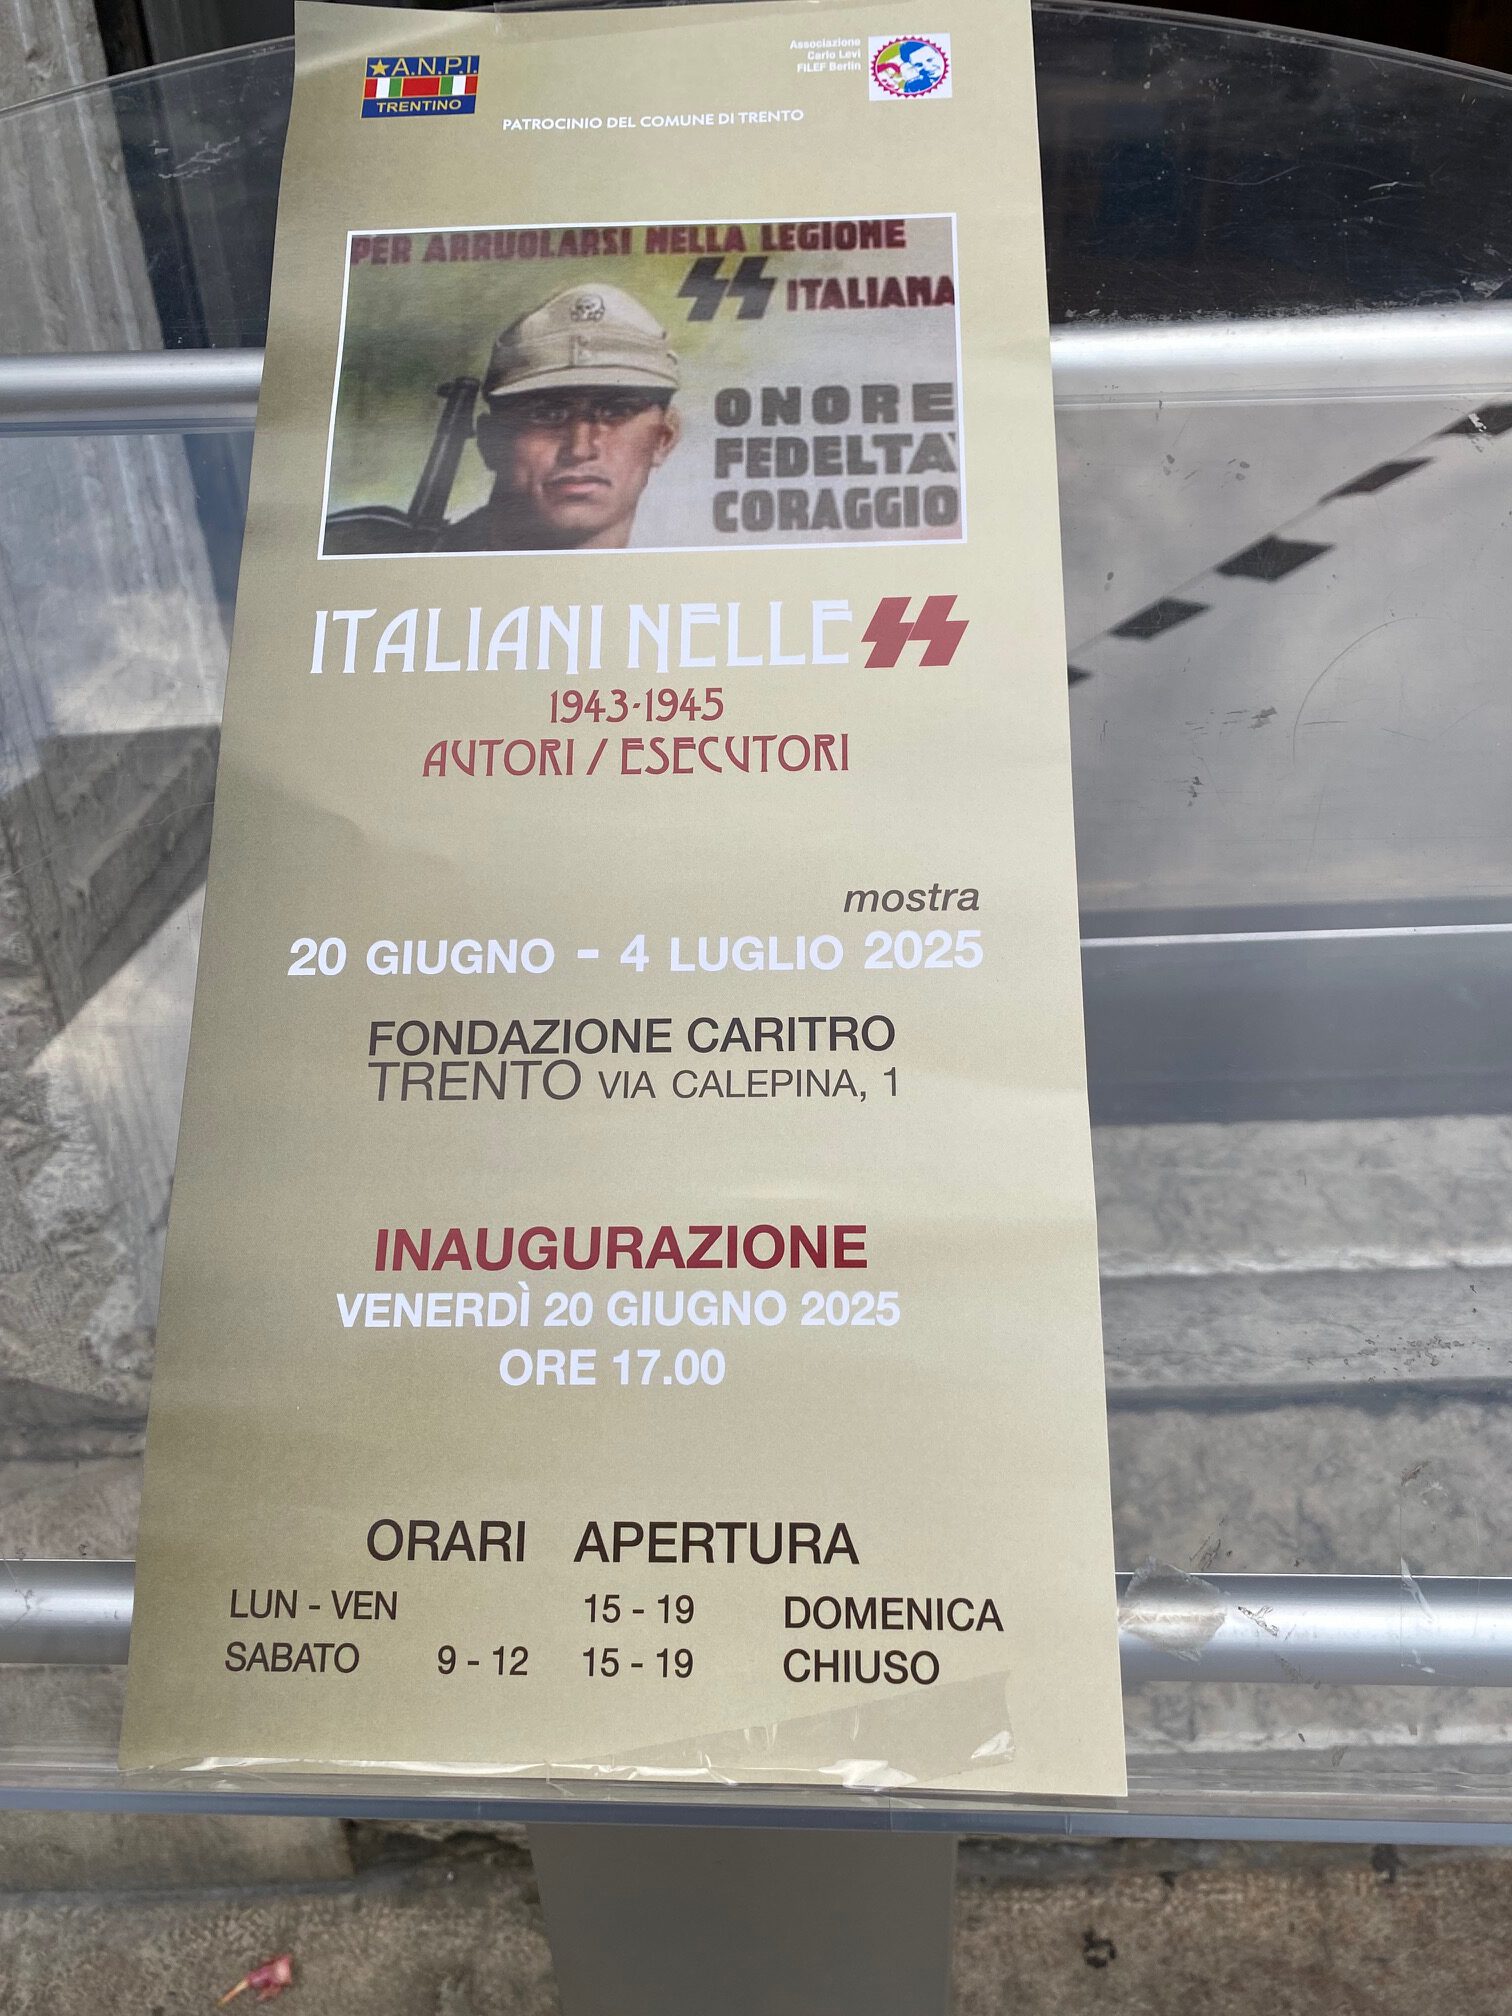 A.N.P.I.
TRENTINO
Associazione
Carlo Levi
FILEF Berlin
PATROCINIO DEL COMUNE DI TRENTO
PER ARRUOLARSI NELLA LEGIONE
SS ITALIANA
ONORE
FEDELTA'
CORAGGIO
ITALIANI NELLE SS
1943-1945
AUTORI / ESECUTORI
mostra
20 GIUGNO - 4 LUGLIO 2025
FONDAZIONE CARITRO
TRENTO VIA CALEPINA, 1
INAUGURAZIONE
VENERDÌ 20 GIUGNO 2025
ORE 17.00
ORARI APERTURA
LUN - VEN 15 - 19 DOMENICA
SABATO 9 - 12 15 - 19 CHIUSO